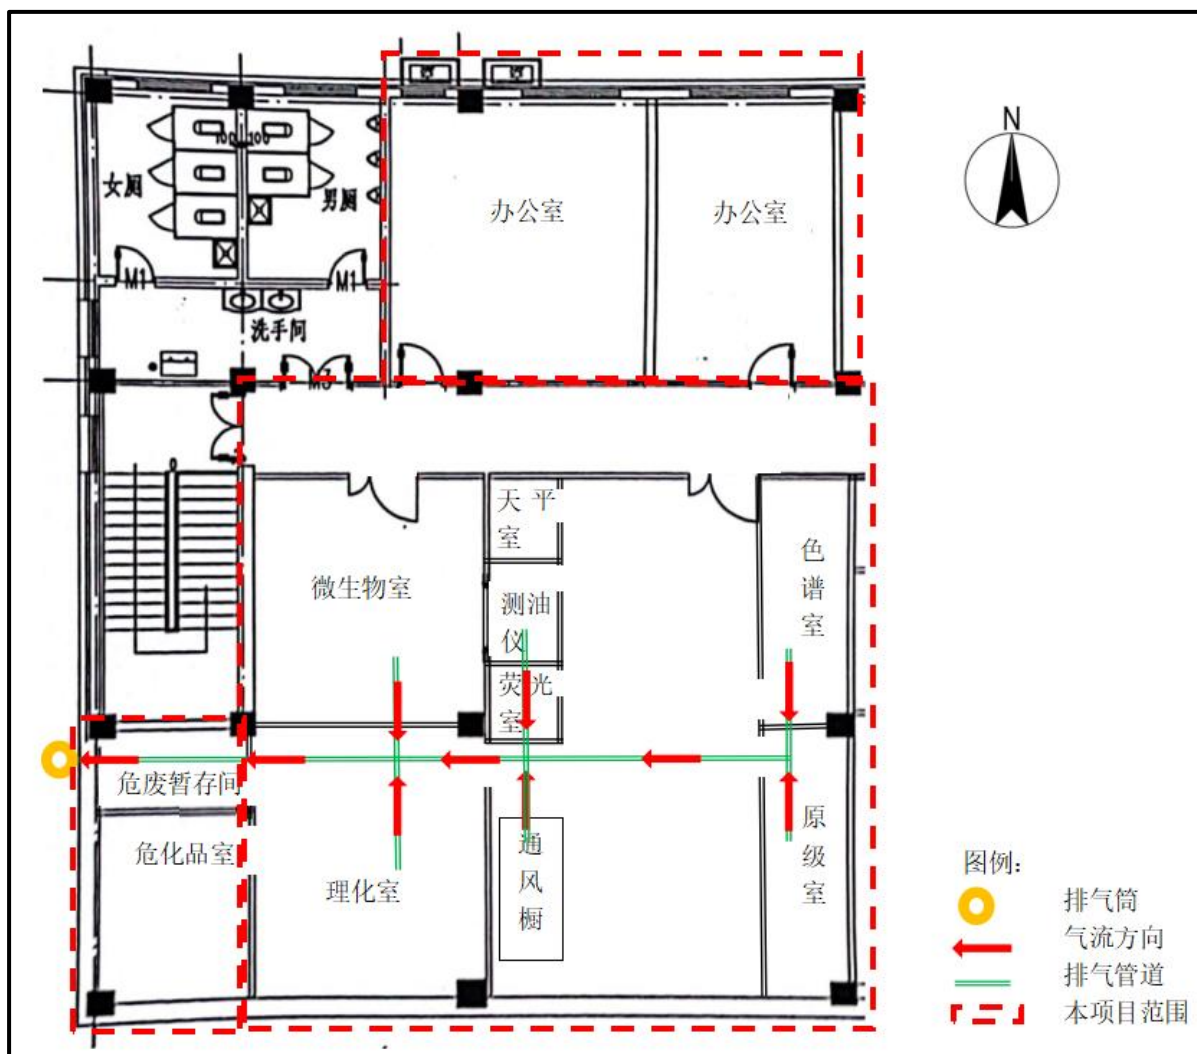 N
100 100
女厕
男厕
办公室
办公室
M1
M1
洗手间
M3
天 平
室
色
谱
室
微生物室
测油
仪
荧光
室
危废暂存间
危化品室
理化室
通
风
橱
原
级
室
图例：
排气筒
气流方向
排气管道
本项目范围